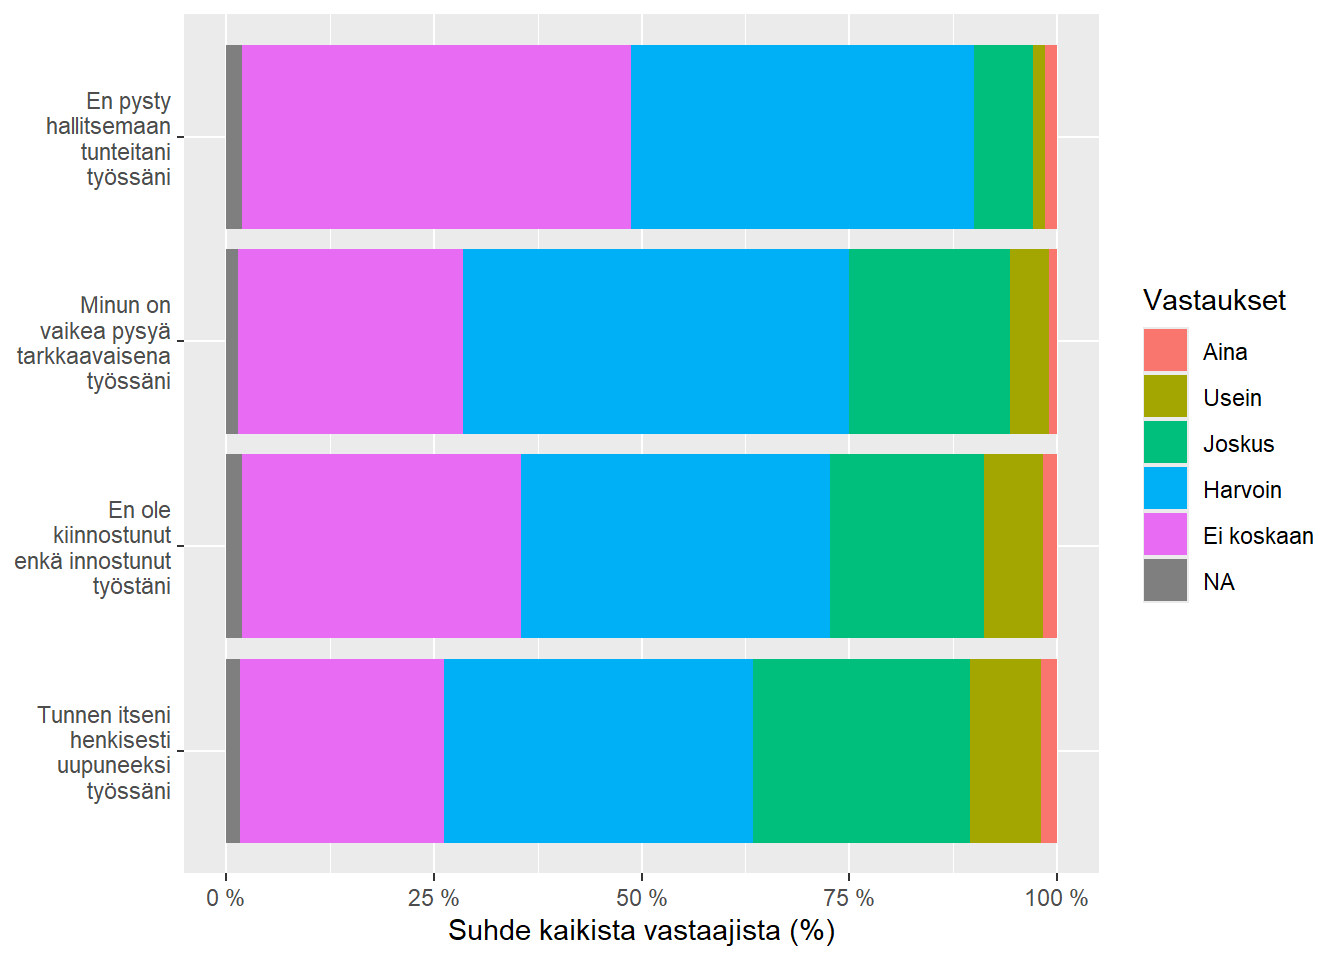 En pysty
hallitsemaan
tunteitani
työssäni
Minun on
vaikea pysyä
tarkkaavaisena
työssäni
En ole
kiinnostunut
enkä innostunut
työstäni
Tunnen itseni
henkisesti
uupuneeksi
työssäni
0 %
25 %
50 %
75 %
100 %
Suhde kaikista vastaajista (%)
Vastaukset
Aina
Usein
Joskus
Harvoin
Ei koskaan
NA